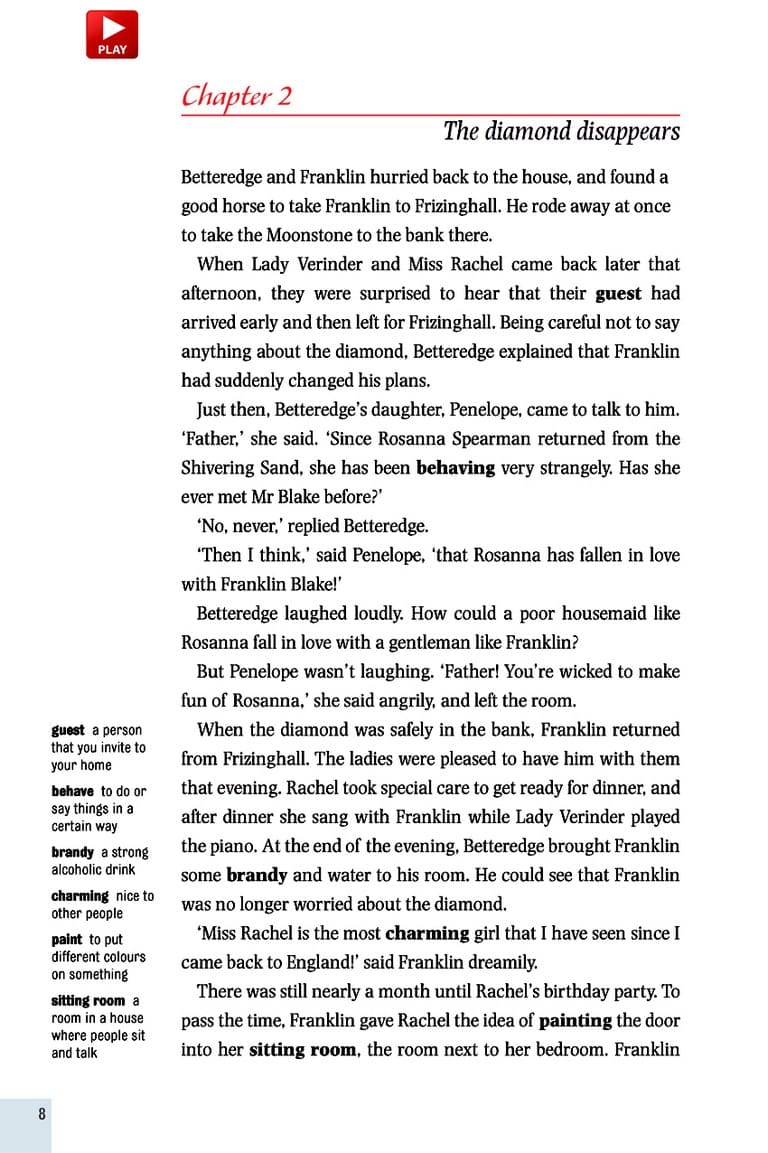 PLAY
Chapter 2
The diamond disappears
Betteredge and Franklin hurried back to the house, and found a
good horse to take Franklin to Frizinghall. He rode away at once
to take the Moonstone to the bank there.
When Lady Verinder and Miss Rachel came back later that
afternoon, they were surprised to hear that their guest had
arrived early and then left for Frizinghall. Being careful not to say
anything about the diamond, Betteredge explained that Franklin
had suddenly changed his plans.
Just then, Betteredge’s daughter, Penelope, came to talk to him.
‘Father,’ she said. ‘Since Rosanna Spearman returned from the
Shivering Sand, she has been behaving very strangely. Has she
ever met Mr Blake before?’
‘No, never,’ replied Betteredge.
‘Then I think,’ said Penelope, ‘that Rosanna has fallen in love
with Franklin Blake!’
Betteredge laughed loudly. How could a poor housemaid like
Rosanna fall in love with a gentleman like Franklin?
But Penelope wasn’t laughing. ‘Father! You’re wicked to make
fun of Rosanna,’ she said angrily, and left the room.
When the diamond was safely in the bank, Franklin returned
from Frizinghall. The ladies were pleased to have him with them
that evening. Rachel took special care to get ready for dinner, and
after dinner she sang with Franklin while Lady Verinder played
the piano. At the end of the evening, Betteredge brought Franklin
some brandy and water to his room. He could see that Franklin
was no longer worried about the diamond.
‘Miss Rachel is the most charming girl that I have seen since I
came back to England!’ said Franklin dreamily.
There was still nearly a month until Rachel’s birthday party. To
pass the time, Franklin gave Rachel the idea of painting the door
into her sitting room, the room next to her bedroom. Franklin
guest a person
that you invite to
your home
behave to do or
say things in a
certain way
brandy a strong
alcoholic drink
charming nice to
other people
paint to put
different colours
on something
sitting room a
room in a house
where people sit
and talk
8